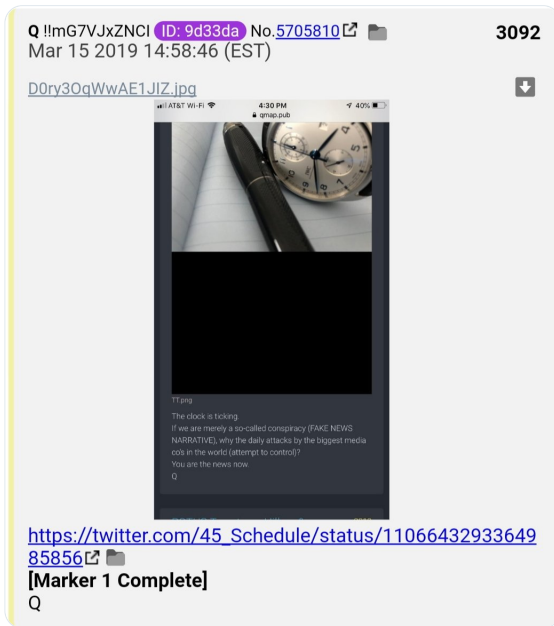 Q !!mG7VJxZNCI ID: 9d33da No.5705810 3092
Mar 15 2019 14:58:46 (EST)
D0ry3OqWwAE1JIZ.jpg
AT&T Wi-Fi 4:30 PM 40%
qmap.pub
TT.png
The clock is ticking.
If we are merely a so-called conspiracy (FAKE NEWS
NARRATIVE), why the daily attacks by the biggest media
co's in the world (attempt to control)?
You are the news now.
Q
https://twitter.com/45_Schedule/status/11066432933649
85856
[Marker 1 Complete]
Q